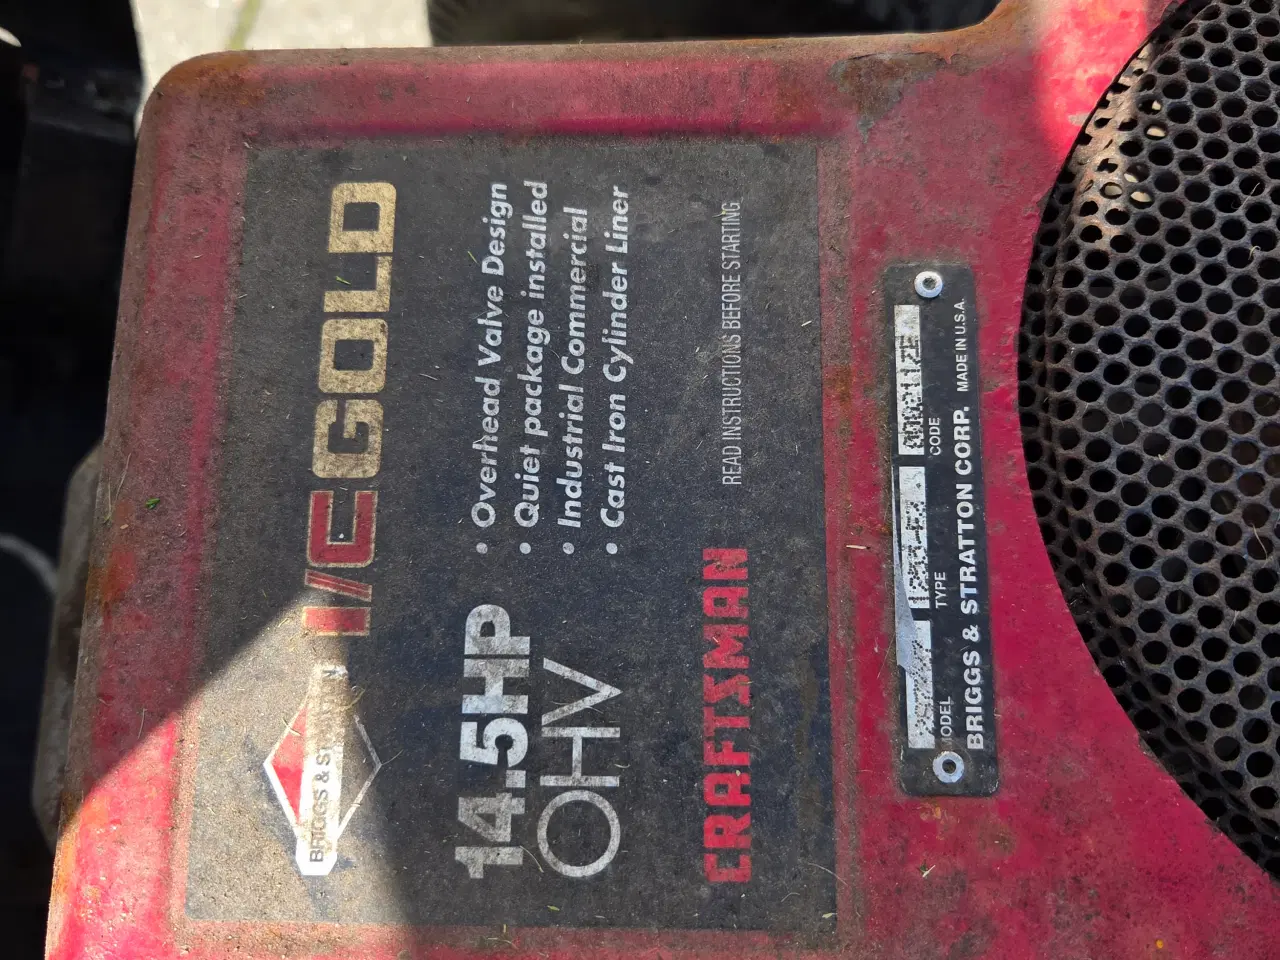 BRIGGS & STRATTON
I/C GOLD
14.5HP
OHV
• Overhead Valve Design
• Quiet package installed
• Industrial Commercial
• Cast Iron Cylinder Liner
CRAFTSMAN
READ INSTRUCTIONS BEFORE STARTING
MODEL TYPE CODE
BRIGGS & STRATTON CORP. MADE IN U.S.A.